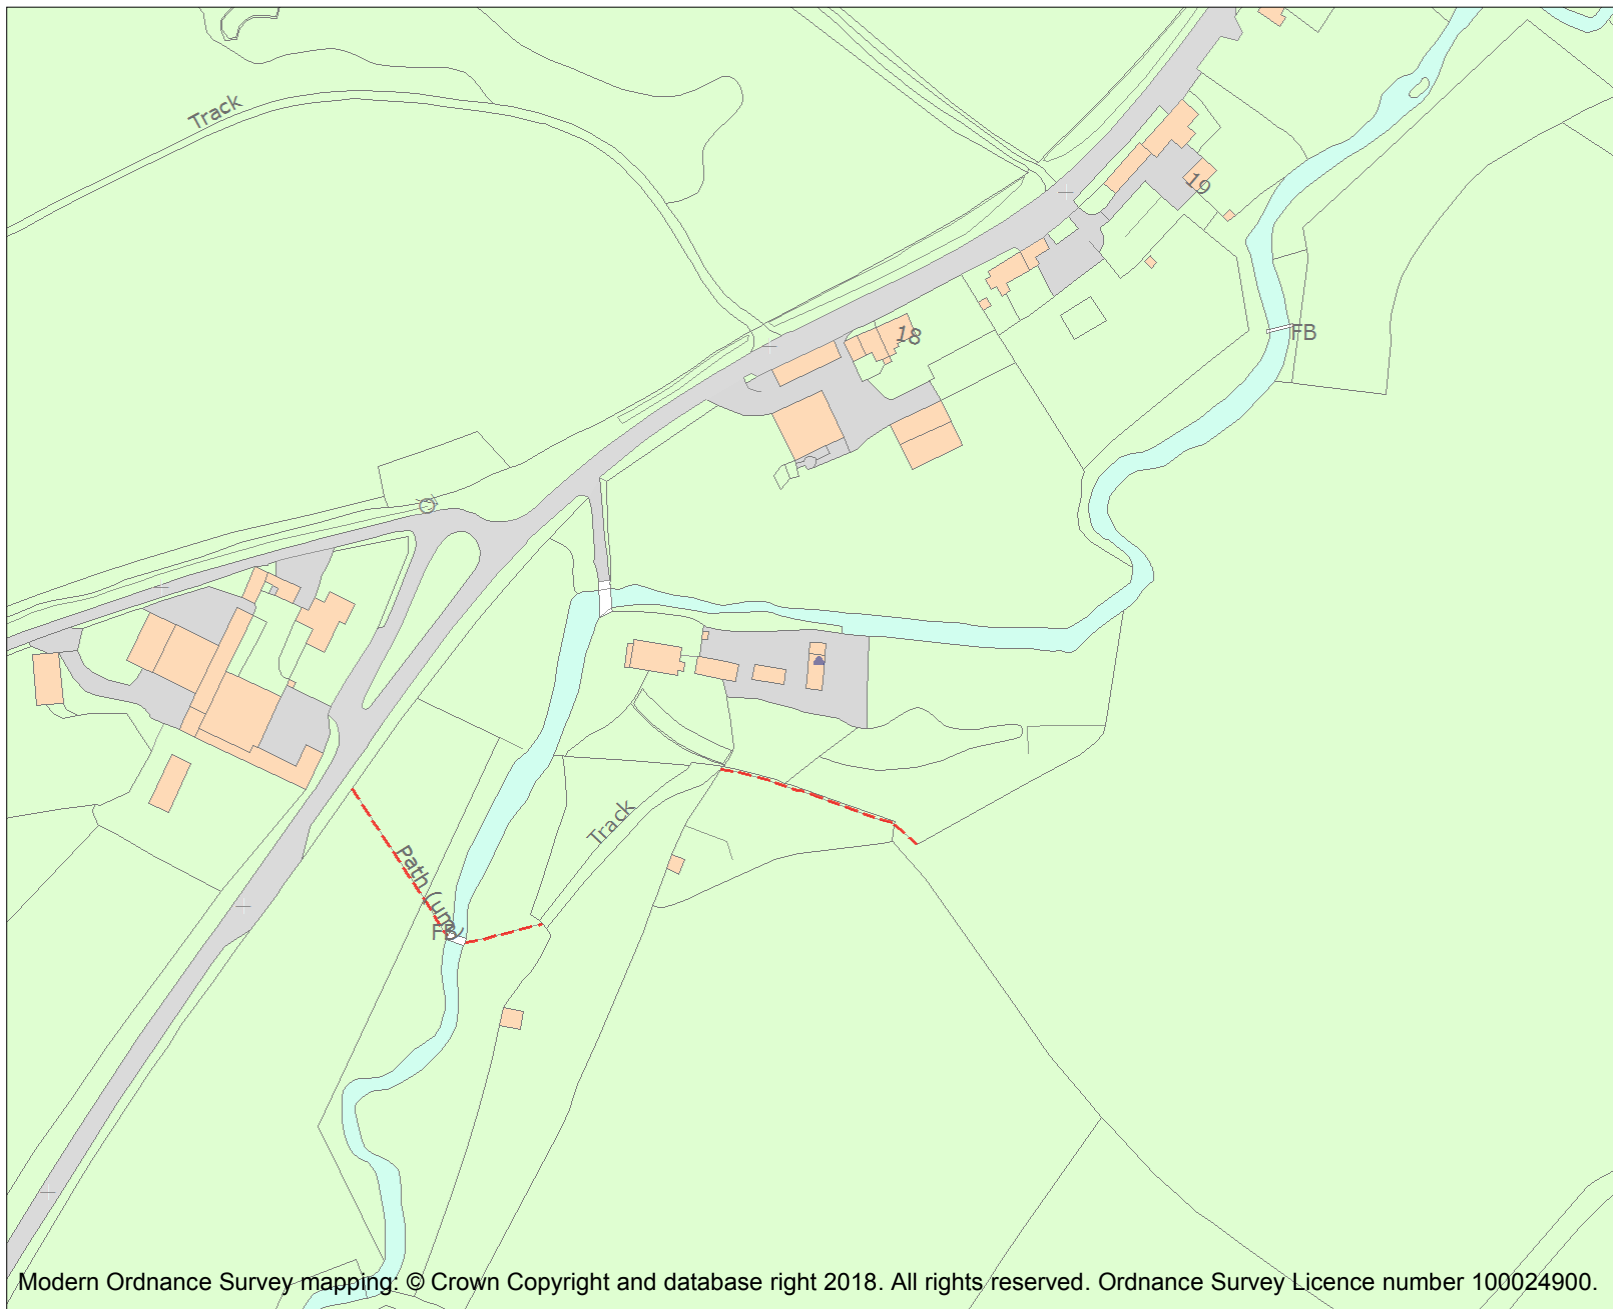 Track
19
FB
18
Track
Path (um)
FB
Modern Ordnance Survey mapping: © Crown Copyright and database right 2018. All rights reserved. Ordnance Survey Licence number 100024900.